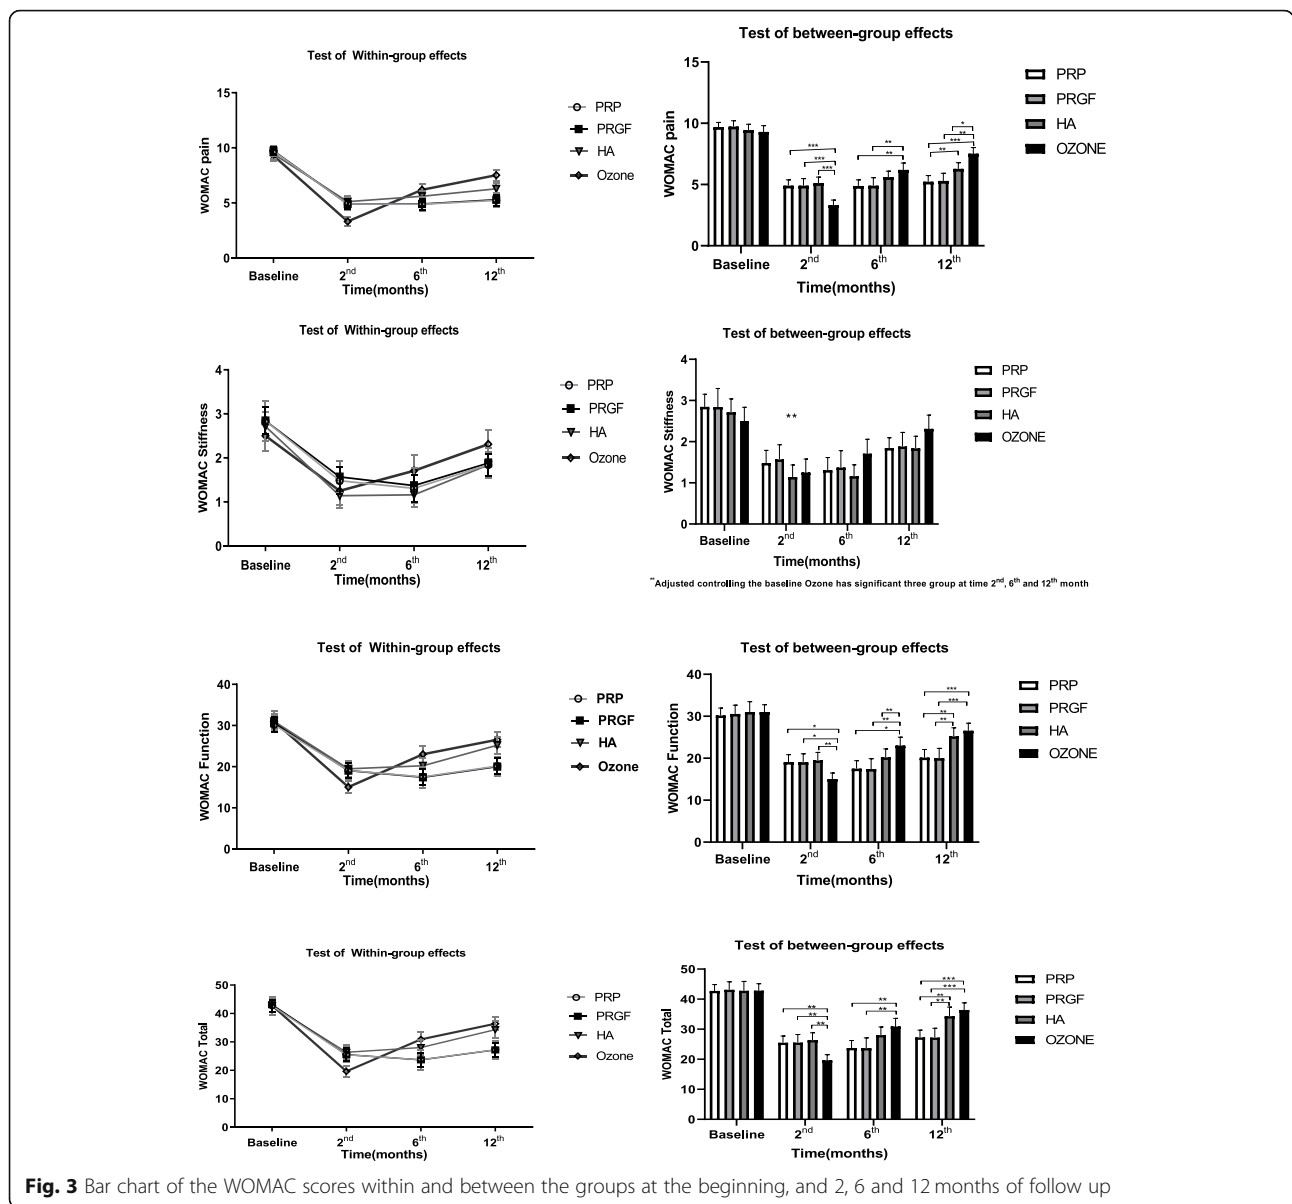 Test of Within-group effects
15
10
5
0
WOMAC pain
Baseline 2nd 6th 12th
Time(months)
PRP
PRGF
HA
Ozone
Test of between-group effects
15
10
5
0
WOMAC pain
*** *** *** ** ** * ** *** **
Baseline 2nd 6th 12th
Time(months)
PRP
PRGF
HA
OZONE
Test of Within-group effects
4
3
2
1
0
WOMAC Stiffness
Baseline 2nd 6th 12th
Time(months)
PRP
PRGF
HA
Ozone
Test of between-group effects
4
3
2
1
0
WOMAC Stiffness
**
Baseline 2nd 6th 12th
Time(months)
PRP
PRGF
HA
OZONE
**Adjusted controlling the baseline Ozone has significant three group at time 2nd, 6th and 12th month
Test of Within-group effects
40
30
20
10
0
WOMAC Function
Baseline 2nd 6th 12th
Time(months)
PRP
PRGF
HA
Ozone
Test of between-group effects
40
30
20
10
0
WOMAC Function
* * ** ** ** * *** *** ** **
Baseline 2nd 6th 12th
Time(months)
PRP
PRGF
HA
OZONE
Test of Within-group effects
50
40
30
20
10
0
WOMAC Total
Baseline 2nd 6th 12th
Time(months)
PRP
PRGF
HA
Ozone
Test of between-group effects
50
40
30
20
10
0
WOMAC Total
** ** ** ** ** *** *** ** **
Baseline 2nd 6th 12th
Time(months)
PRP
PRGF
HA
OZONE
Fig. 3 Bar chart of the WOMAC scores within and between the groups at the beginning, and 2, 6 and 12 months of follow up